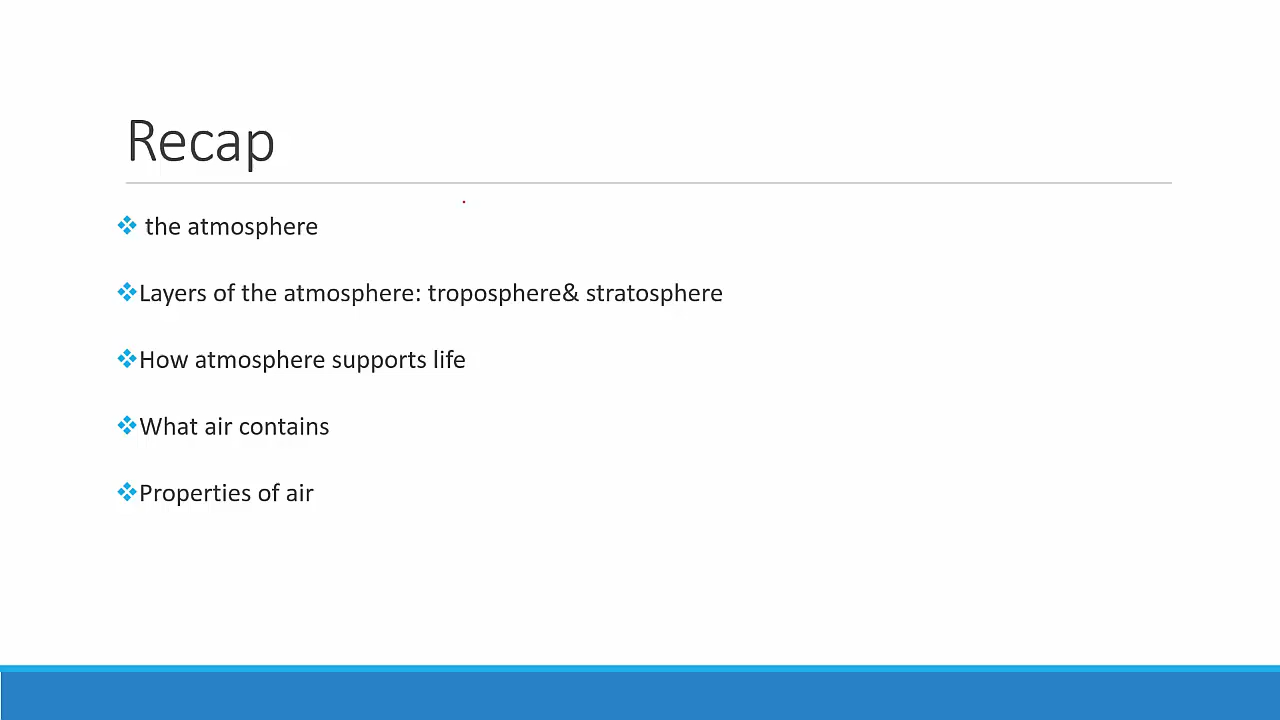 Recap
the atmosphere
Layers of the atmosphere: troposphere& stratosphere
How atmosphere supports life
What air contains
Properties of air